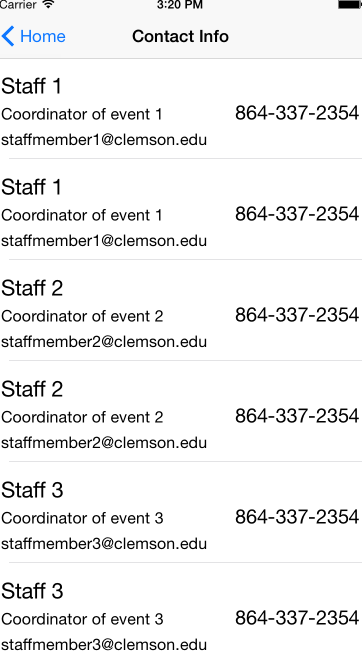 Carrier 3:20 PM
Home Contact Info
Staff 1
Coordinator of event 1 864-337-2354
staffmember1@clemson.edu
Staff 1
Coordinator of event 1 864-337-2354
staffmember1@clemson.edu
Staff 2
Coordinator of event 2 864-337-2354
staffmember2@clemson.edu
Staff 2
Coordinator of event 2 864-337-2354
staffmember2@clemson.edu
Staff 3
Coordinator of event 3 864-337-2354
staffmember3@clemson.edu
Staff 3
Coordinator of event 3 864-337-2354
staffmember3@clemson.edu